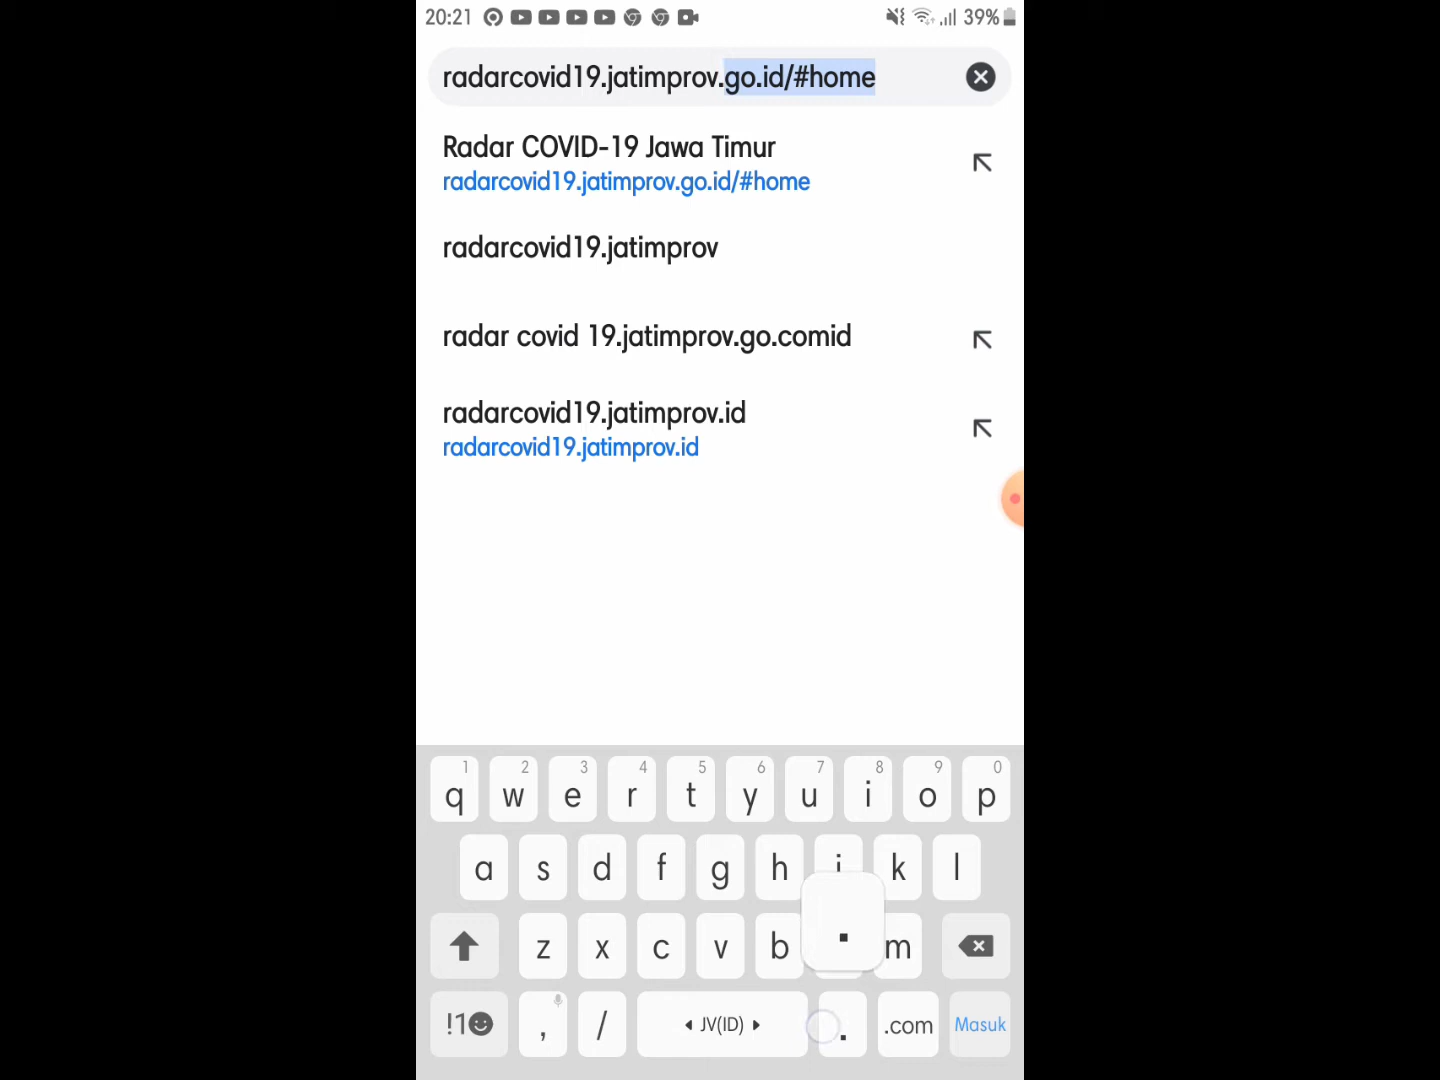 20:21 39%
radarcovid19.jatimprov.go.id/#home
Radar COVID-19 Jawa Timur
radarcovid19.jatimprov.go.id/#home
radarcovid19.jatimprov
radar covid 19.jatimprov.go.comid
radarcovid19.jatimprov.id
radarcovid19.jatimprov.id
1 2 3 4 5 6 7 8 9 0
q w e r t y u i o p
a s d f g h j k l
z x c v b . m
!1 , / JV(ID) . .com Masuk